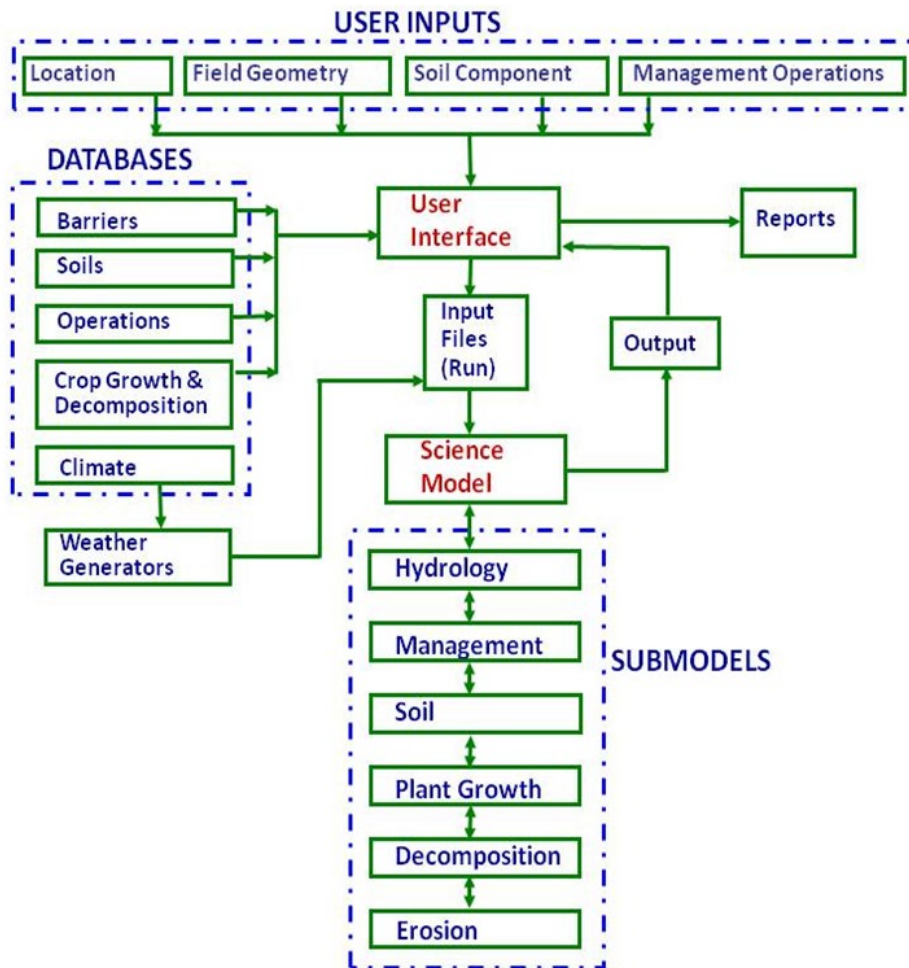 USER INPUTS
Location
Field Geometry
Soil Component
Management Operations
DATABASES
Barriers
Soils
Operations
Crop Growth &
Decomposition
Climate
Weather
Generators
User
Interface
Reports
Input
Files
(Run)
Output
Science
Model
Hydrology
Management
Soil
Plant Growth
Decomposition
Erosion
SUBMODELS